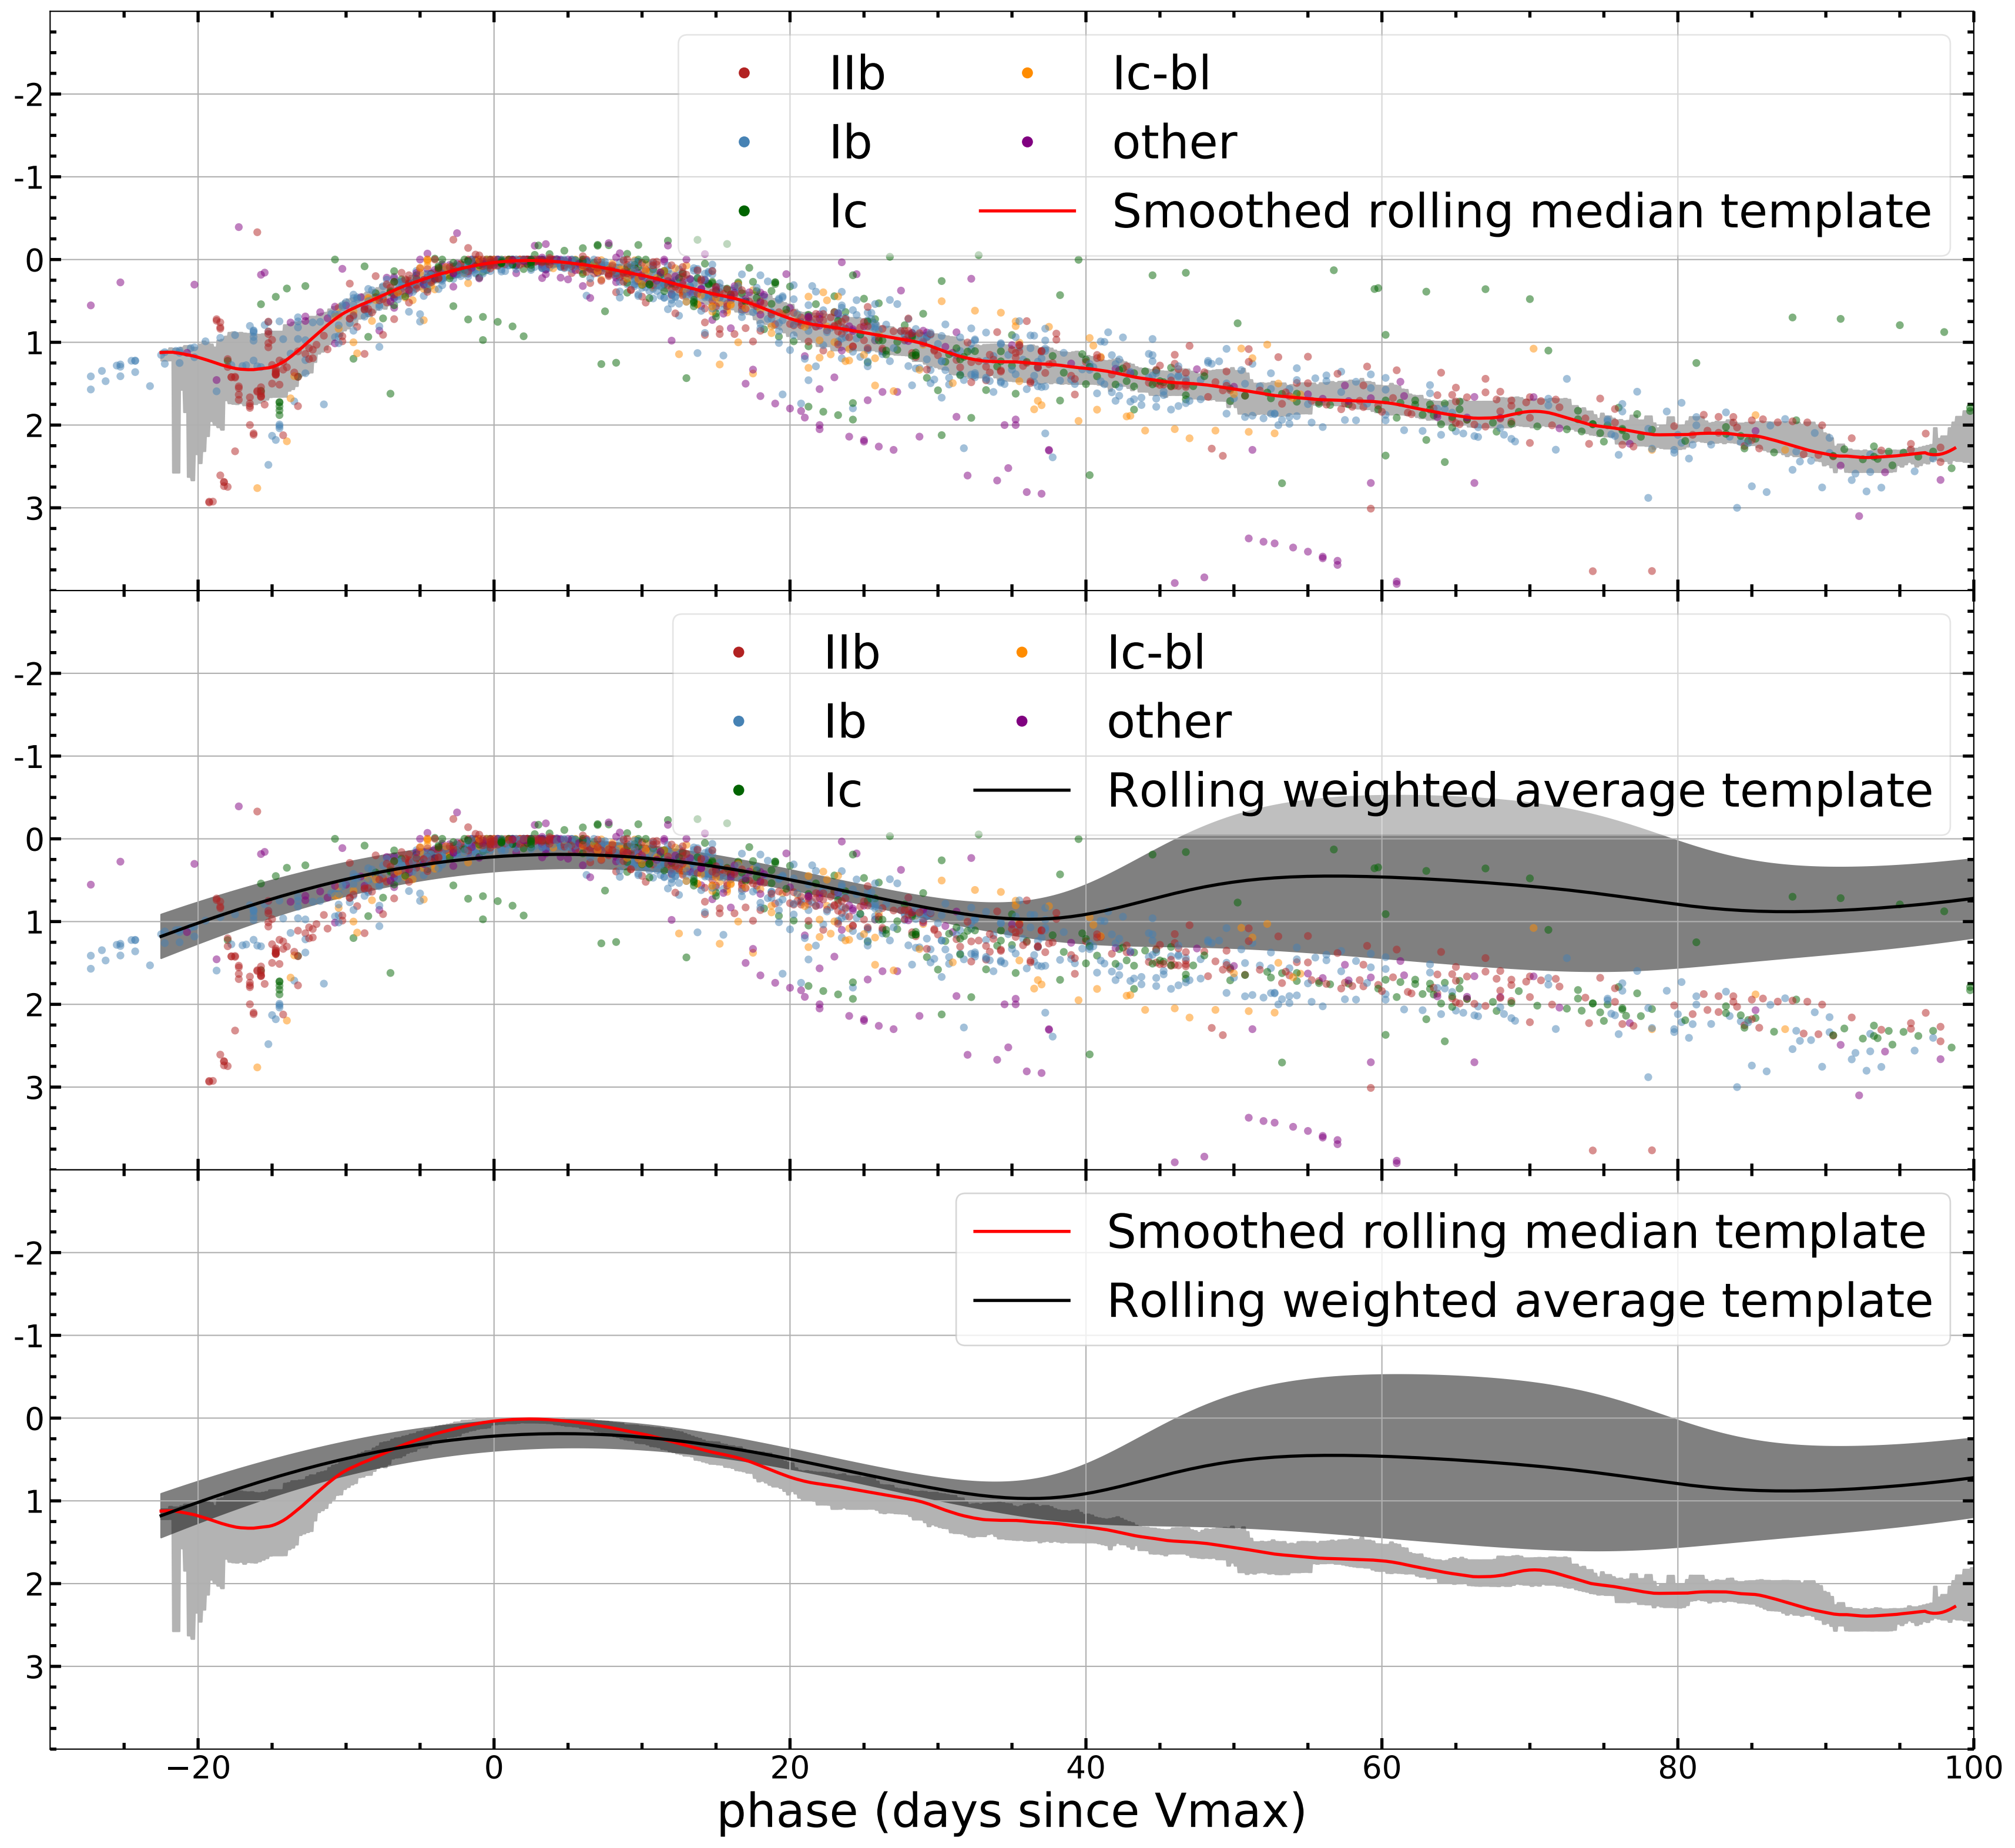 IIb
Ic-bl
Ib
other
Ic
Smoothed rolling median template
-2
-1
0
1
2
3
IIb
Ic-bl
Ib
other
Ic
Rolling weighted average template
-2
-1
0
1
2
3
Smoothed rolling median template
Rolling weighted average template
-2
-1
0
1
2
3
−20 0 20 40 60 80 100
phase (days since Vmax)